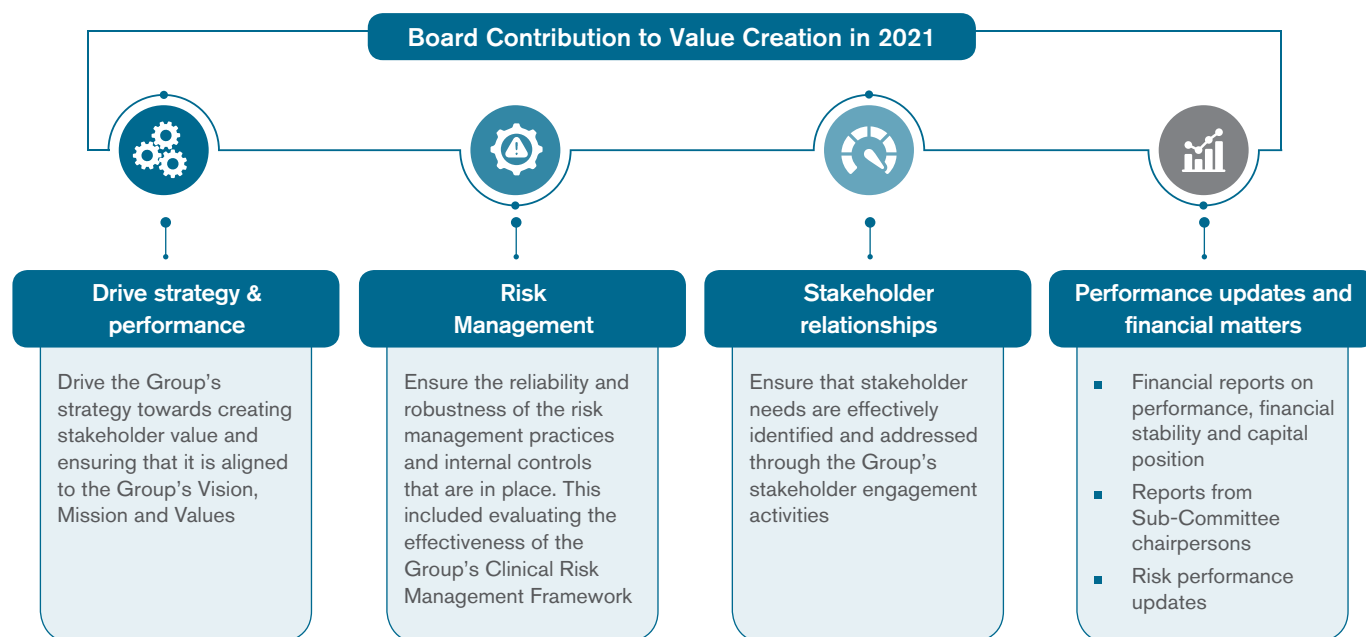 Board Contribution to Value Creation in 2021
Drive strategy &
performance
Drive the Group's
strategy towards creating
stakeholder value and
ensuring that it is aligned
to the Group's Vision,
Mission and Values
Risk
Management
Ensure the reliability and
robustness of the risk
management practices
and internal controls
that are in place. This
included evaluating the
effectiveness of the
Group's Clinical Risk
Management Framework
Stakeholder
relationships
Ensure that stakeholder
needs are effectively
identified and addressed
through the Group's
stakeholder engagement
activities
Performance updates and
financial matters
Financial reports on
performance, financial
stability and capital
position
Reports from
Sub-Committee
chairpersons
Risk performance
updates